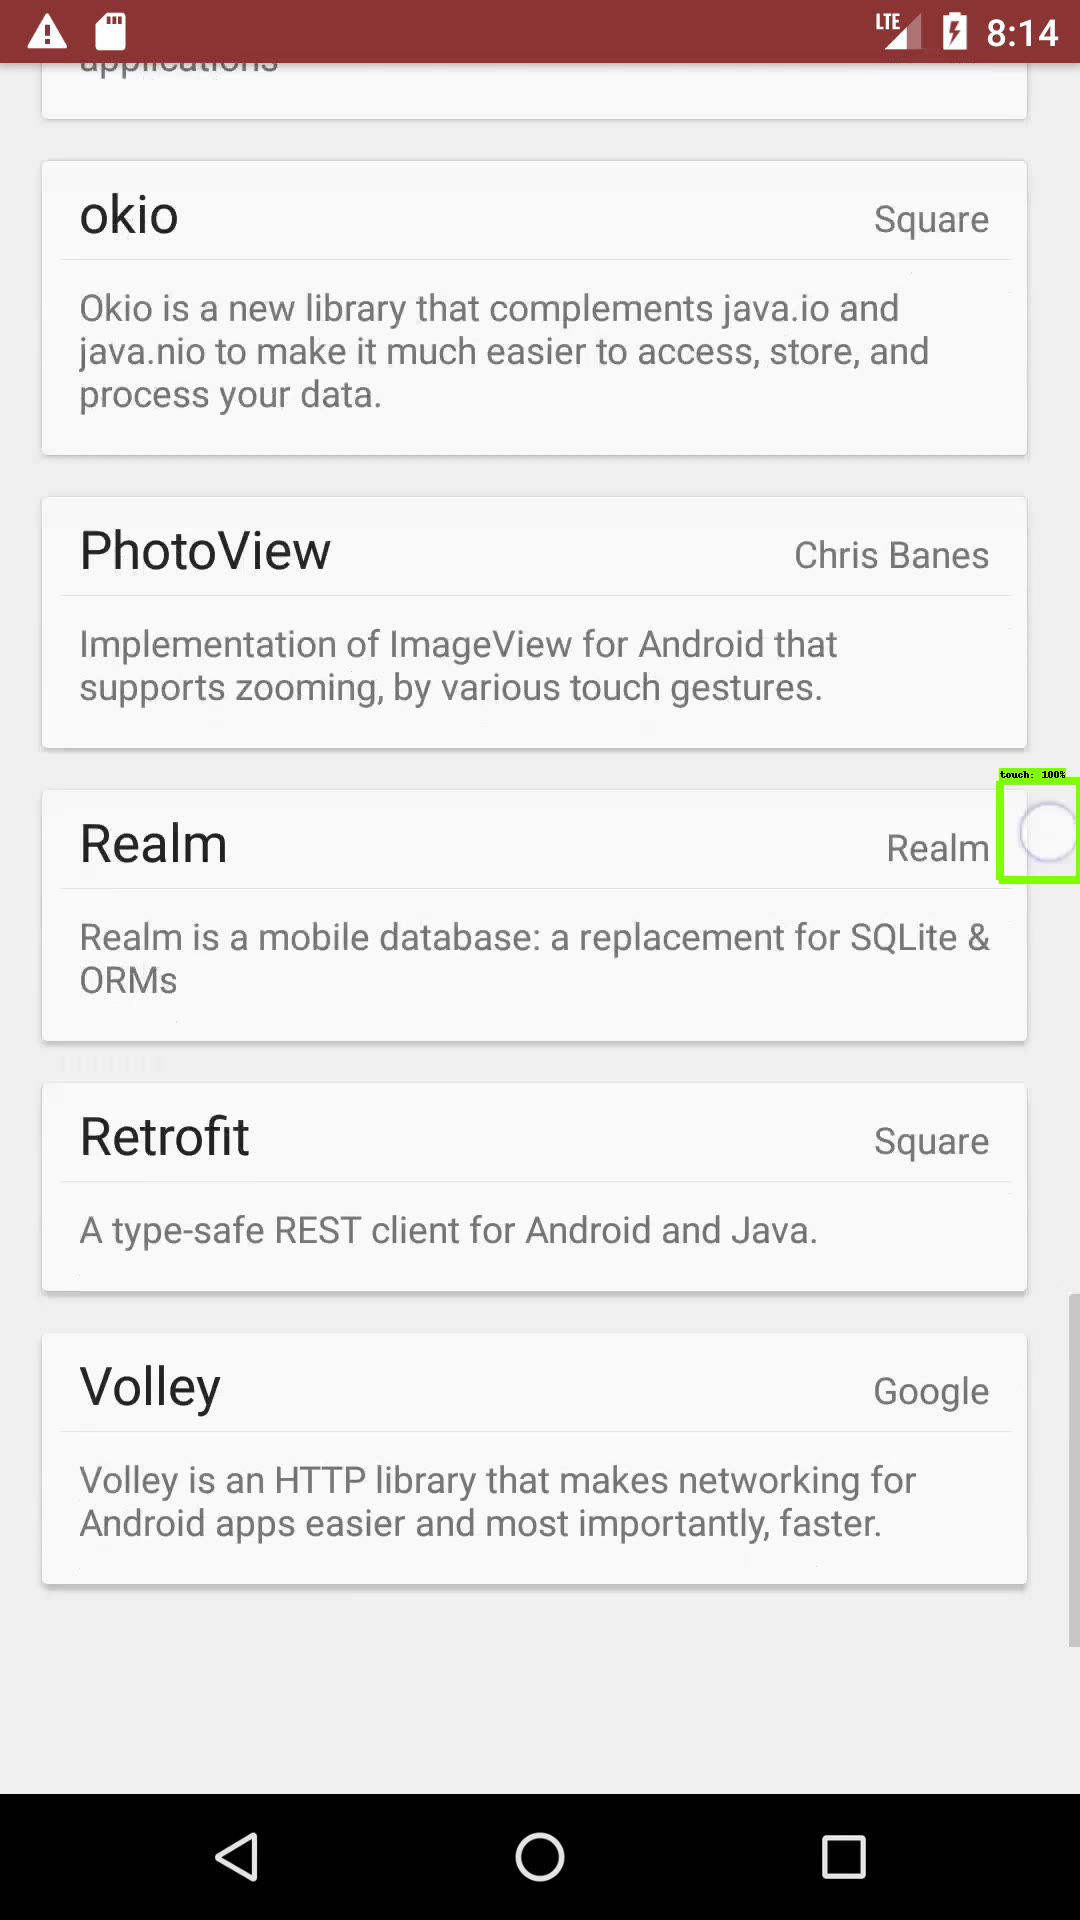 LTE 8:14
applications
okio Square
Okio is a new library that complements java.io and
java.nio to make it much easier to access, store, and
process your data.
PhotoView Chris Banes
Implementation of ImageView for Android that
supports zooming, by various touch gestures.
touch: 100%
Realm Realm
Realm is a mobile database: a replacement for SQLite &
ORMs
Retrofit Square
A type-safe REST client for Android and Java.
Volley Google
Volley is an HTTP library that makes networking for
Android apps easier and most importantly, faster.